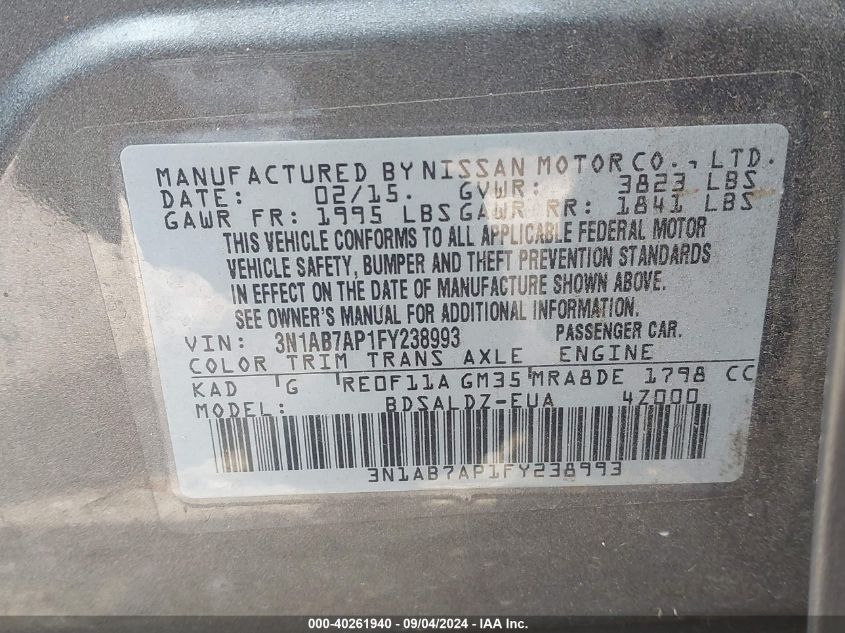 MANUFACTURED BY NISSAN MOTOR CO., LTD.
DATE: 02/15. GVWR: 3823 LBS
GAWR FR: 1995 LBS GAWR RR: 1841 LBS
THIS VEHICLE CONFORMS TO ALL APPLICABLE FEDERAL MOTOR
VEHICLE SAFETY, BUMPER AND THEFT PREVENTION STANDARDS
IN EFFECT ON THE DATE OF MANUFACTURE SHOWN ABOVE.
SEE OWNER'S MANUAL FOR ADDITIONAL INFORMATION.
VIN: 3N1AB7AP1FY238993 PASSENGER CAR.
COLOR TRIM TRANS AXLE ENGINE
KAD G RE0F11A GM35 MRA8DE 1798 CC
MODEL: BDSALDZ-EUA 4Z000
3N1AB7AP1FY238993
000-40261940 - 09/04/2024 - IAAI.com